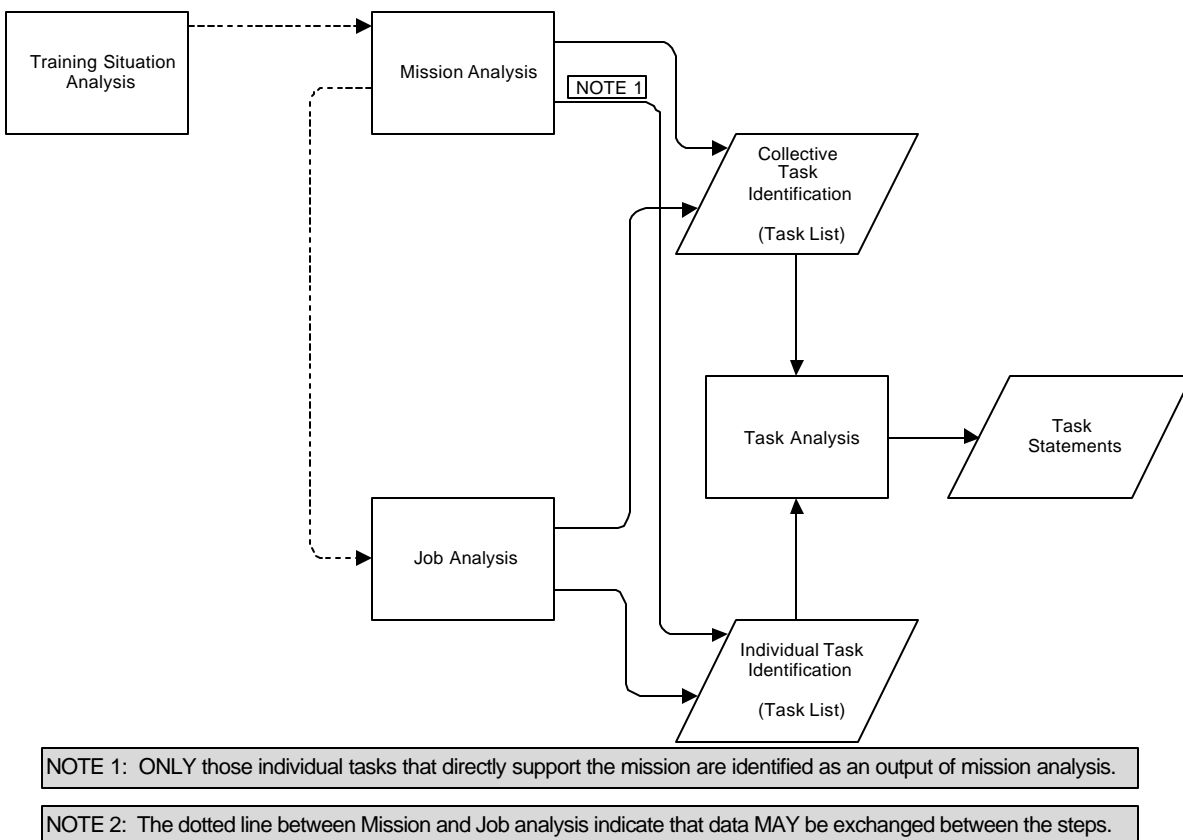 Training Situation
Analysis
Mission Analysis
NOTE 1
Collective
Task
Identification
(Task List)
Task Analysis
Task
Statements
Job Analysis
Individual Task
Identification
(Task List)
NOTE 1: ONLY those individual tasks that directly support the mission are identified as an output of mission analysis.
NOTE 2: The dotted line between Mission and Job analysis indicate that data MAY be exchanged between the steps.